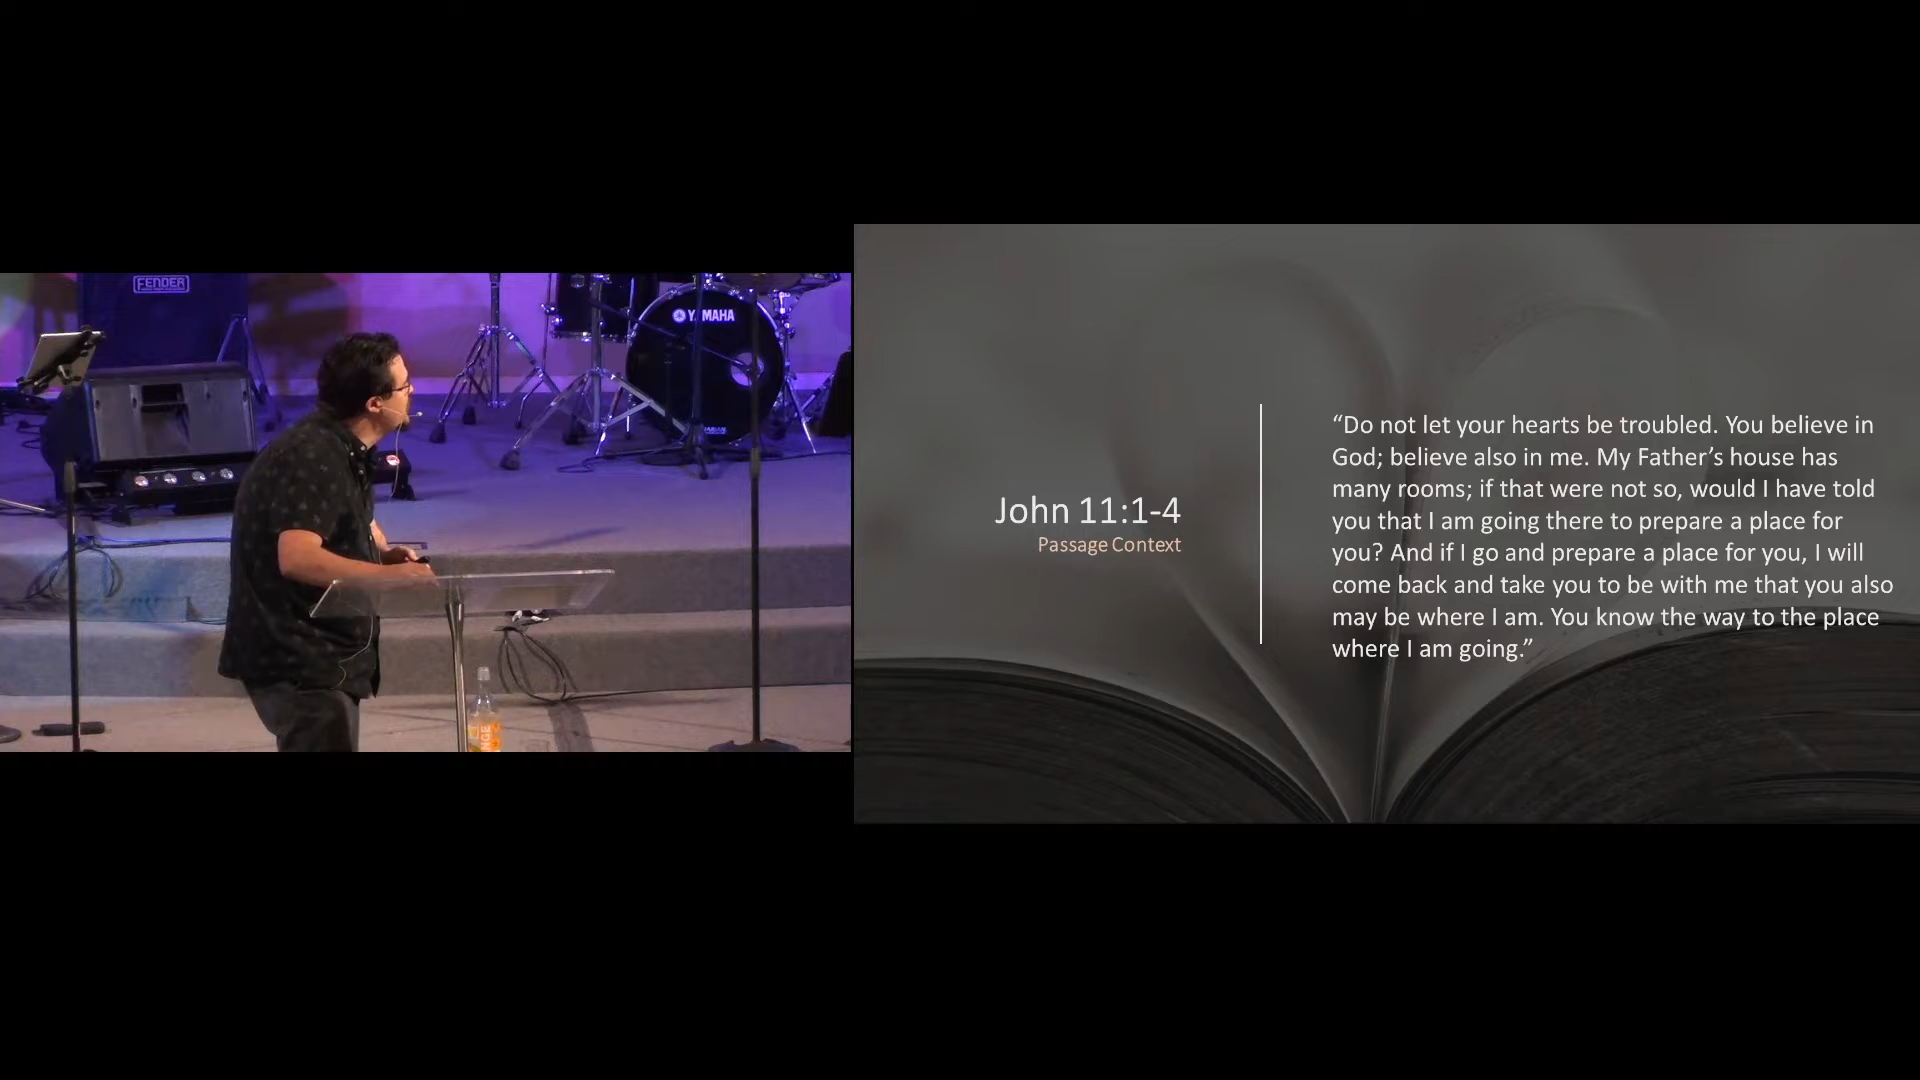 FENDER
YAMAHA
NGE
John 11:1-4
Passage Context
“Do not let your hearts be troubled. You believe in
God; believe also in me. My Father’s house has
many rooms; if that were not so, would I have told
you that I am going there to prepare a place for
you? And if I go and prepare a place for you, I will
come back and take you to be with me that you also
may be where I am. You know the way to the place
where I am going.”